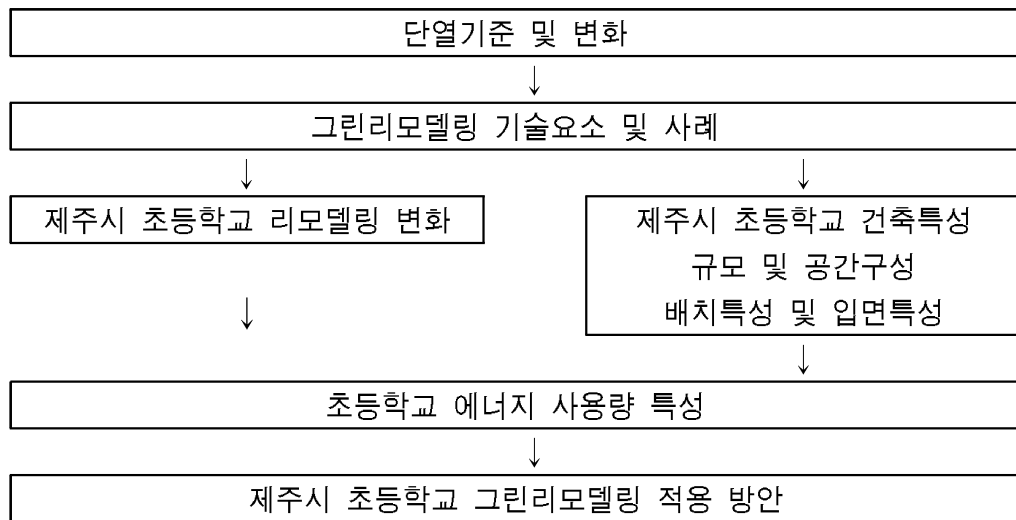 단열기준 및 변화
그린리모델링 기술요소 및 사례
제주시 초등학교 리모델링 변화
제주시 초등학교 건축특성
규모 및 공간구성
배치특성 및 입면특성
초등학교 에너지 사용량 특성
제주시 초등학교 그린리모델링 적용 방안